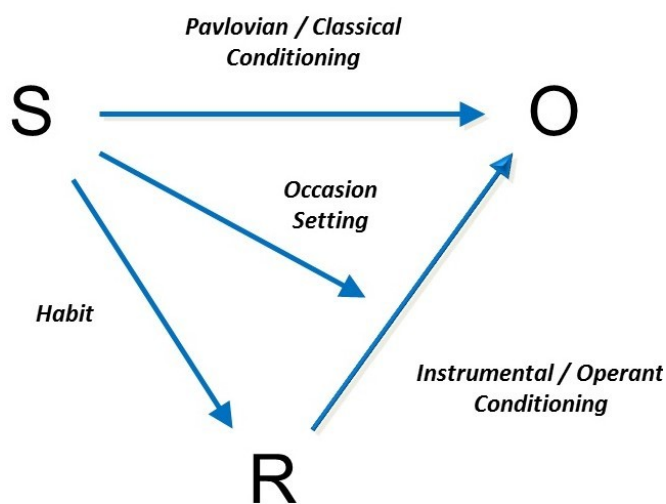 Pavlovian / Classical
Conditioning
S
O
Occasion
Setting
Habit
Instrumental / Operant
Conditioning
R